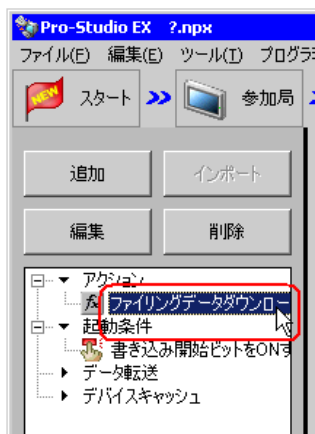 Pro-Studio EX ?.npx
ファイル(F) 編集(E) ツール(T) プログラ
NEW スタート 参加局
追加 インポート
編集 削除
アクション
fx ファイリングデータダウンロー
起動条件
書き込み開始ビットをONす
データ転送
デバイスキャッシュ